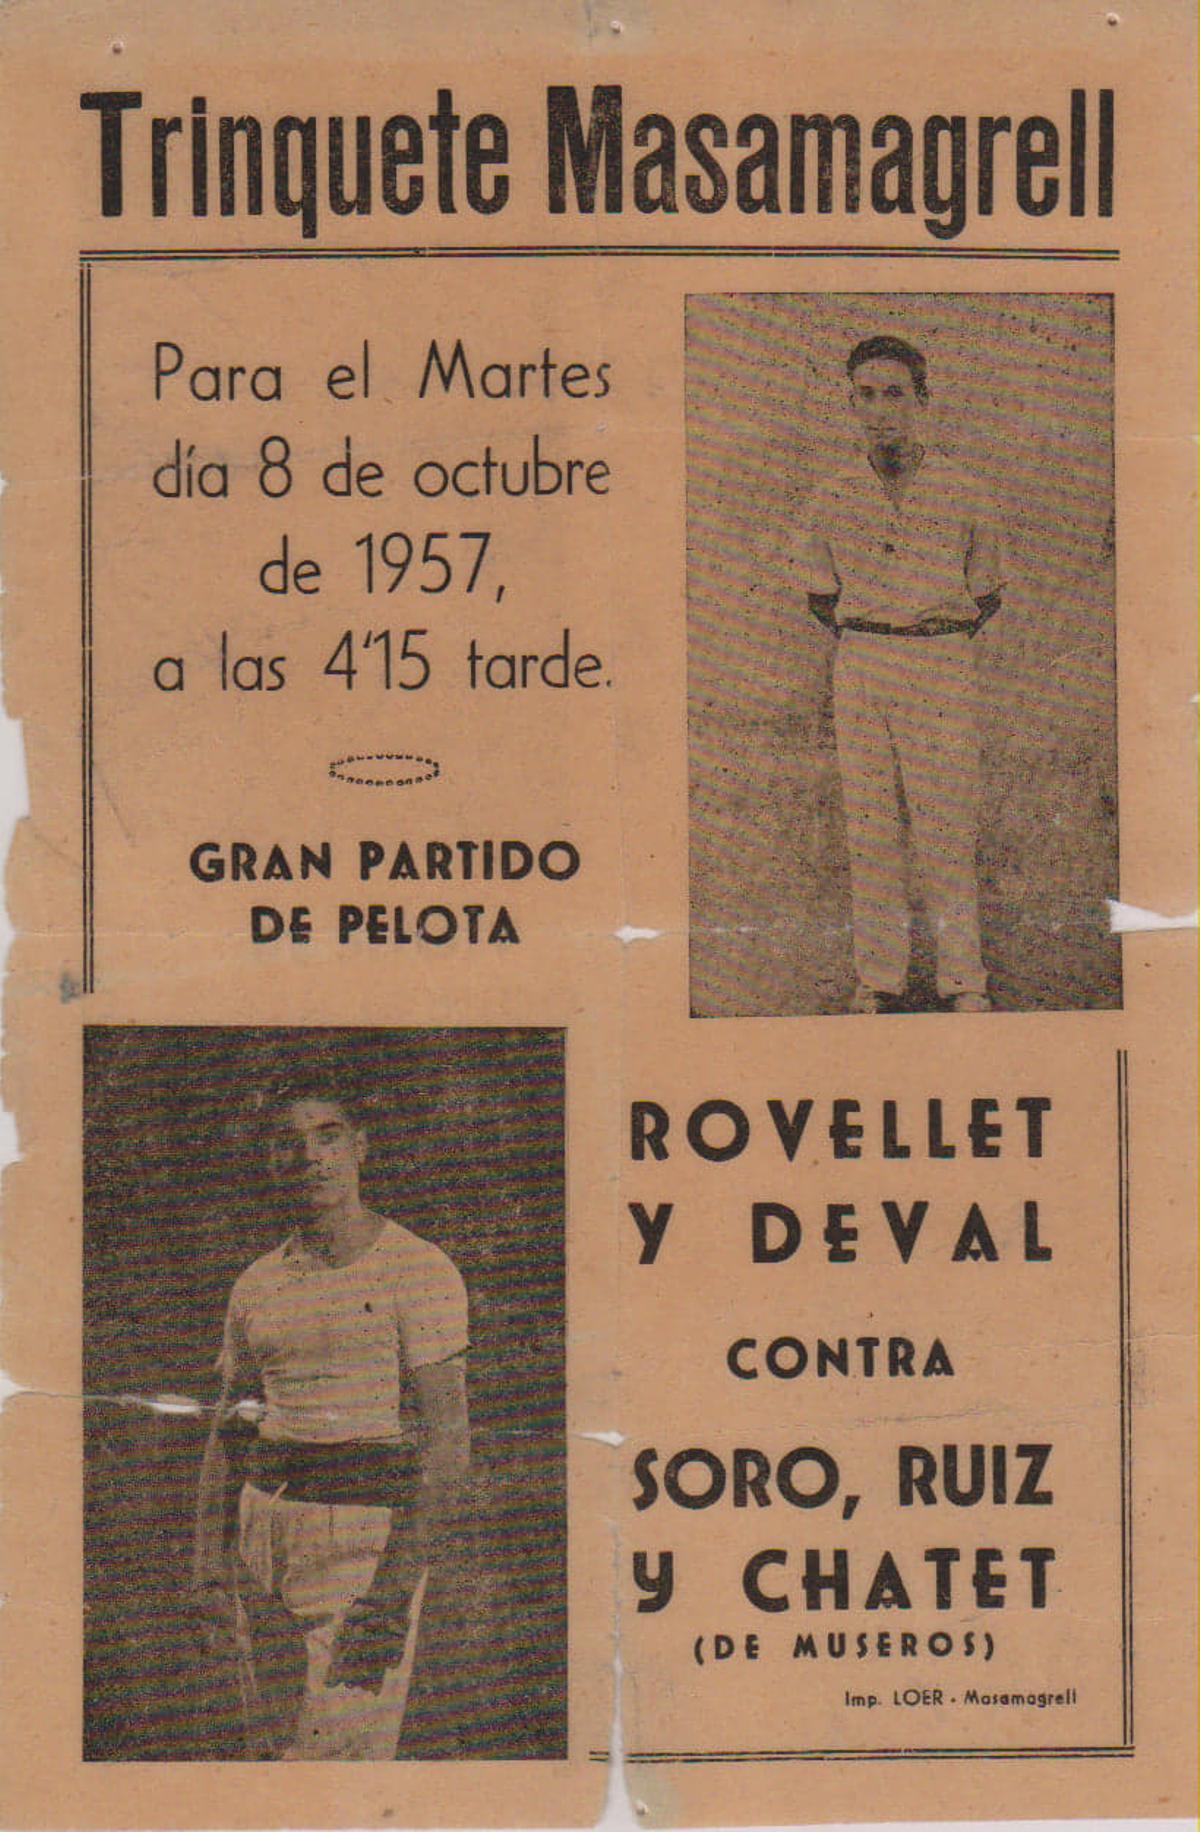 Trinquete Masamagrell
Para el Martes
día 8 de octubre
de 1957,
a las 4'15 tarde.
GRAN PARTIDO
DE PELOTA
ROVELLET
Y DEVAL
CONTRA
SORO, RUIZ
y CHATET
(DE MUSEROS)
Imp. LOER - Masamagrell